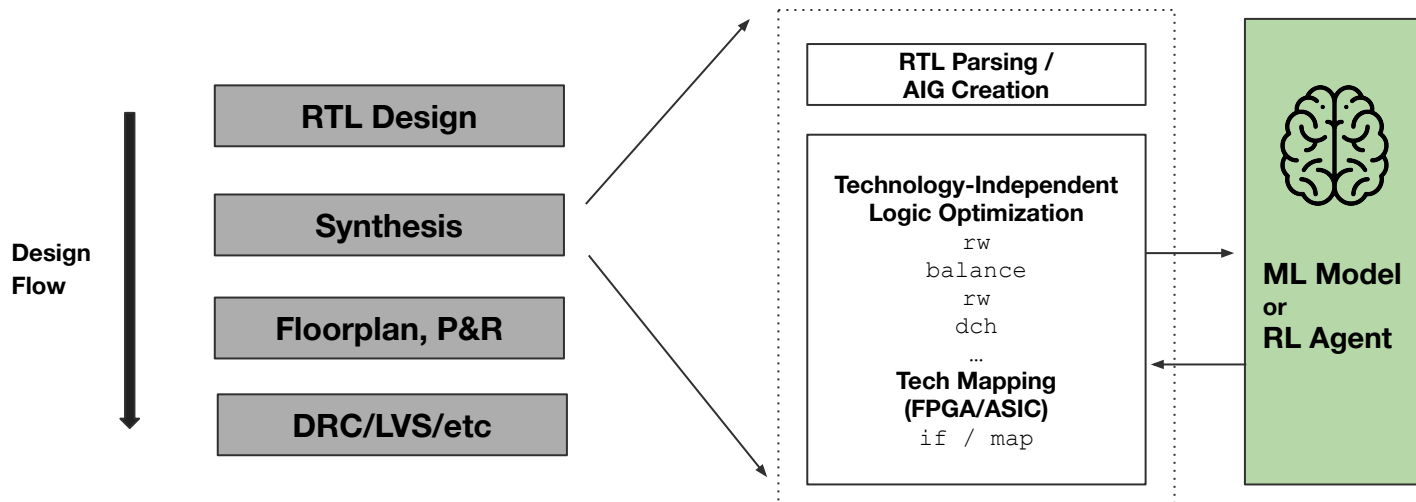 Design
Flow
RTL Design
Synthesis
Floorplan, P&R
DRC/LVS/etc
RTL Parsing /
AIG Creation
Technology-Independent
Logic Optimization
rw
balance
rw
dch
…
Tech Mapping
(FPGA/ASIC)
if / map
ML Model
or
RL Agent